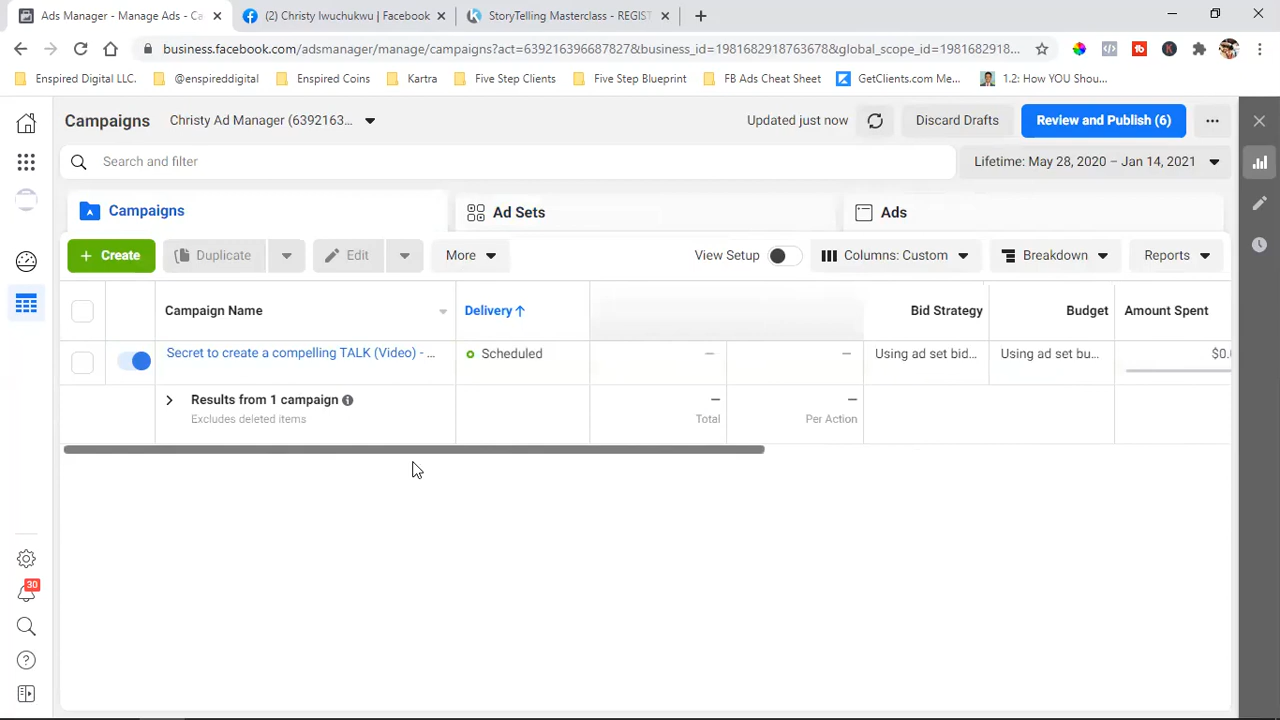 Ads Manager - Manage Ads - Ca
(2) Christy Iwuchukwu | Facebook
StoryTelling Masterclass - REGIST
business.facebook.com/adsmanager/manage/campaigns?act=639216396687827&business_id=1981682918763678&global_scope_id=1981682918...
Enspired Digital LLC.
@enspireddigital
Enspired Coins
Kartra
Five Step Clients
Five Step Blueprint
FB Ads Cheat Sheet
GetClients.com Me...
1.2: How YOU Shou...
Campaigns
Christy Ad Manager (6392163...
Updated just now
Discard Drafts
Review and Publish (6)
Search and filter
Lifetime: May 28, 2020 – Jan 14, 2021
Campaigns
Ad Sets
Ads
+ Create
Duplicate
Edit
More
View Setup
Columns: Custom
Breakdown
Reports
Campaign Name
Delivery ↑
Bid Strategy
Budget
Amount Spent
Secret to create a compelling TALK (Video) - ...
Scheduled
—
—
Using ad set bid...
Using ad set bu...
$0.
Results from 1 campaign
—
—
Excludes deleted items
Total
Per Action
30